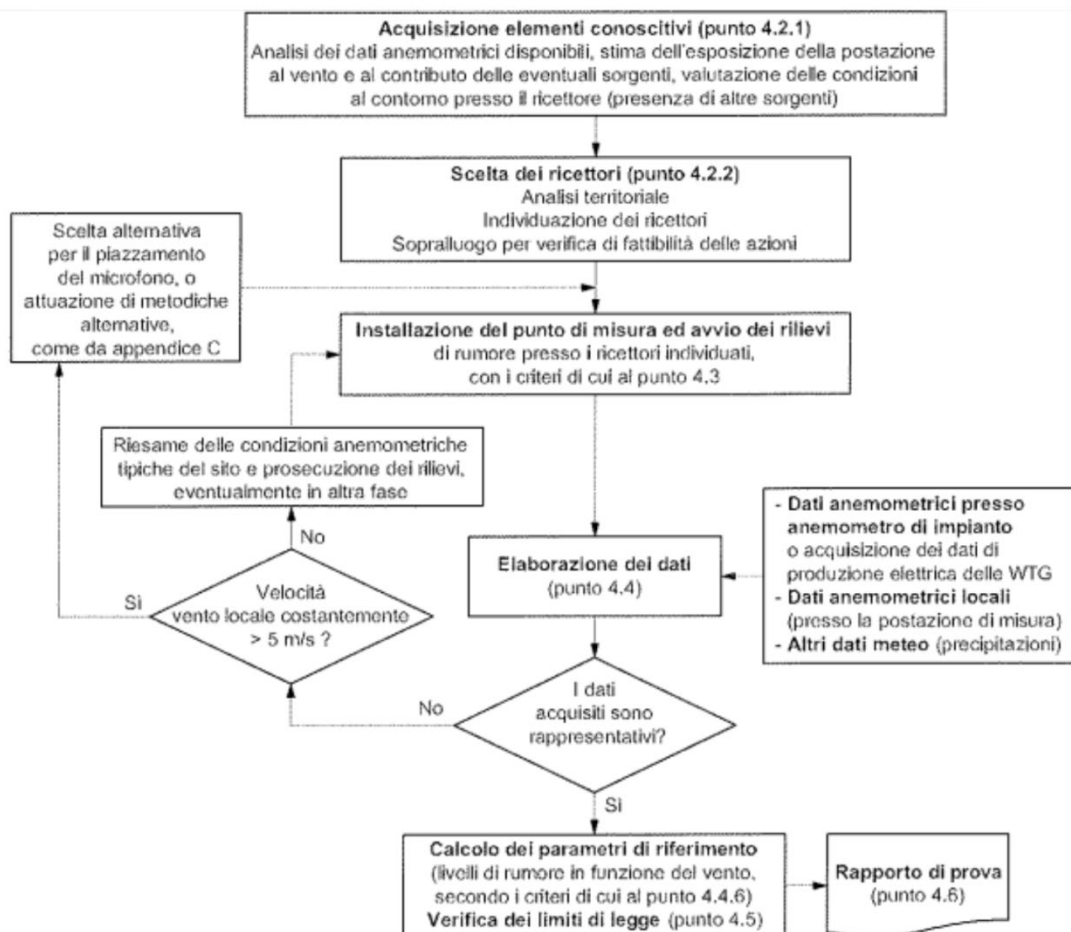 Acquisizione elementi conoscitivi (punto 4.2.1)
Analisi dei dati anemometrici disponibili, stima dell'esposizione della postazione
al vento e al contributo delle eventuali sorgenti, valutazione delle condizioni
al contorno presso il ricettore (presenza di altre sorgenti)
Scelta dei ricettori (punto 4.2.2)
Analisi territoriale
Individuazione dei ricettori
Sopralluogo per verifica di fattibilità delle azioni
Scelta alternativa
per il piazzamento
del microfono, o
attuazione di metodiche
alternative,
come da appendice C
Installazione del punto di misura ed avvio dei rilievi
di rumore presso i ricettori individuati,
con i criteri di cui al punto 4.3
Riesame delle condizioni anemometriche
tipiche del sito e prosecuzione dei rilievi,
eventualmente in altra fase
No
Sì
Velocità
vento locale costantemente
> 5 m/s ?
Elaborazione dei dati
(punto 4.4)
- Dati anemometrici presso
anemometro di impianto
o acquisizione dei dati di
produzione elettrica delle WTG
- Dati anemometrici locali
(presso la postazione di misura)
- Altri dati meteo (precipitazioni)
No
I dati
acquisiti sono
rappresentativi?
Sì
Calcolo dei parametri di riferimento
(livelli di rumore in funzione del vento,
secondo i criteri di cui al punto 4.4.6)
Verifica dei limiti di legge (punto 4.5)
Rapporto di prova
(punto 4.6)